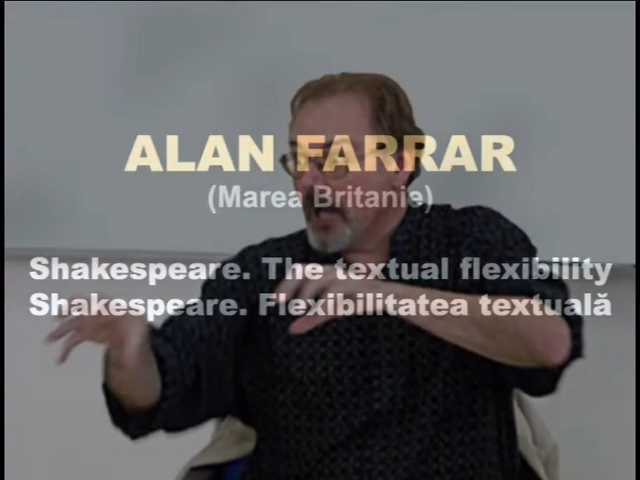 ALAN FARRAR
(Marea Britanie)
Shakespeare. The textual flexibility
Shakespeare. Flexibilitatea textuală